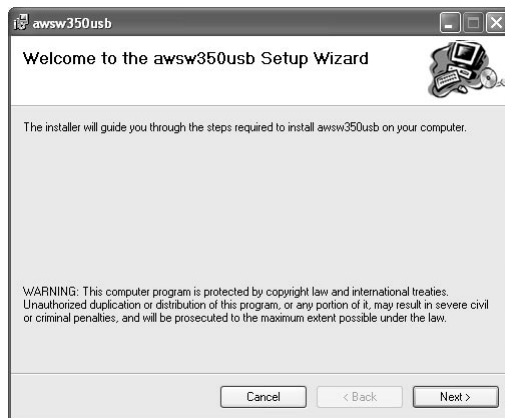 awsw350usb
Welcome to the awsw350usb Setup Wizard
The installer will guide you through the steps required to install awsw350usb on your computer.
WARNING: This computer program is protected by copyright law and international treaties.
Unauthorized duplication or distribution of this program, or any portion of it, may result in severe civil
or criminal penalties, and will be prosecuted to the maximum extent possible under the law.
Cancel
< Back
Next >